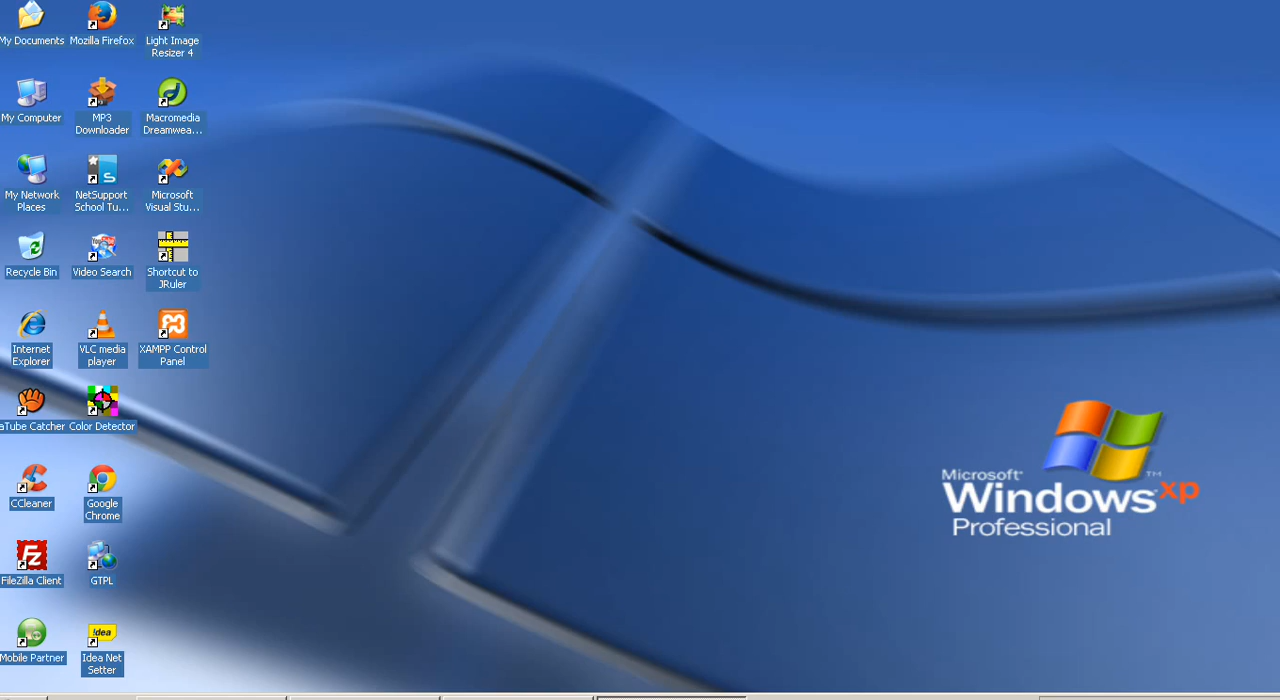 My Documents
Mozilla Firefox
Light Image
Resizer 4
My Computer
MP3
Downloader
Macromedia
Dreamwea...
My Network
Places
NetSupport
School Tu...
Microsoft
Visual Stu...
Recycle Bin
Video Search
Shortcut to
JRuler
Internet
Explorer
VLC media
player
XAMPP Control
Panel
aTube Catcher
Color Detector
CCleaner
Google
Chrome
FileZilla Client
GTPL
Mobile Partner
!dea
Idea Net
Setter
Microsoft®
Windows xp
Professional